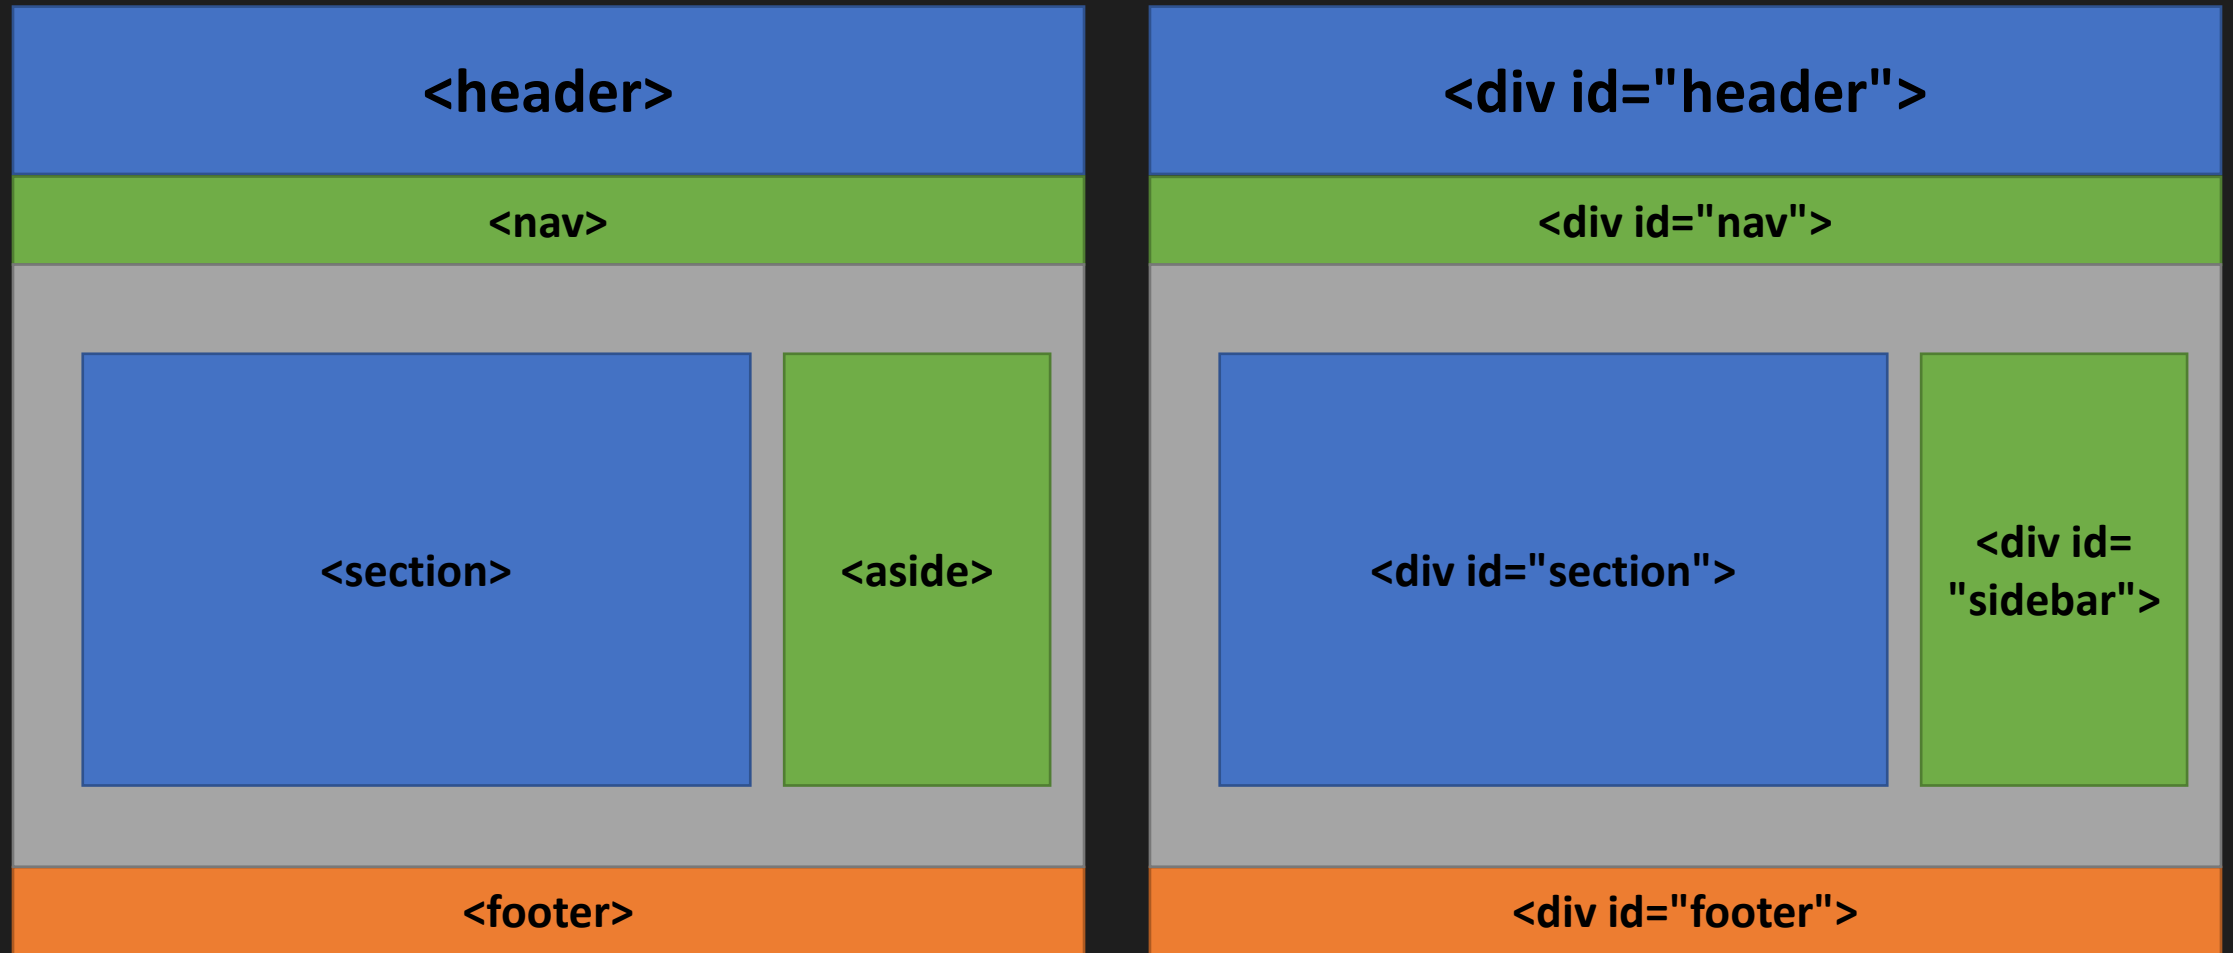 <header>
<nav>
<section>
<aside>
<footer>
<div id="header">
<div id="nav">
<div id="section">
<div id=
"sidebar">
<div id="footer">